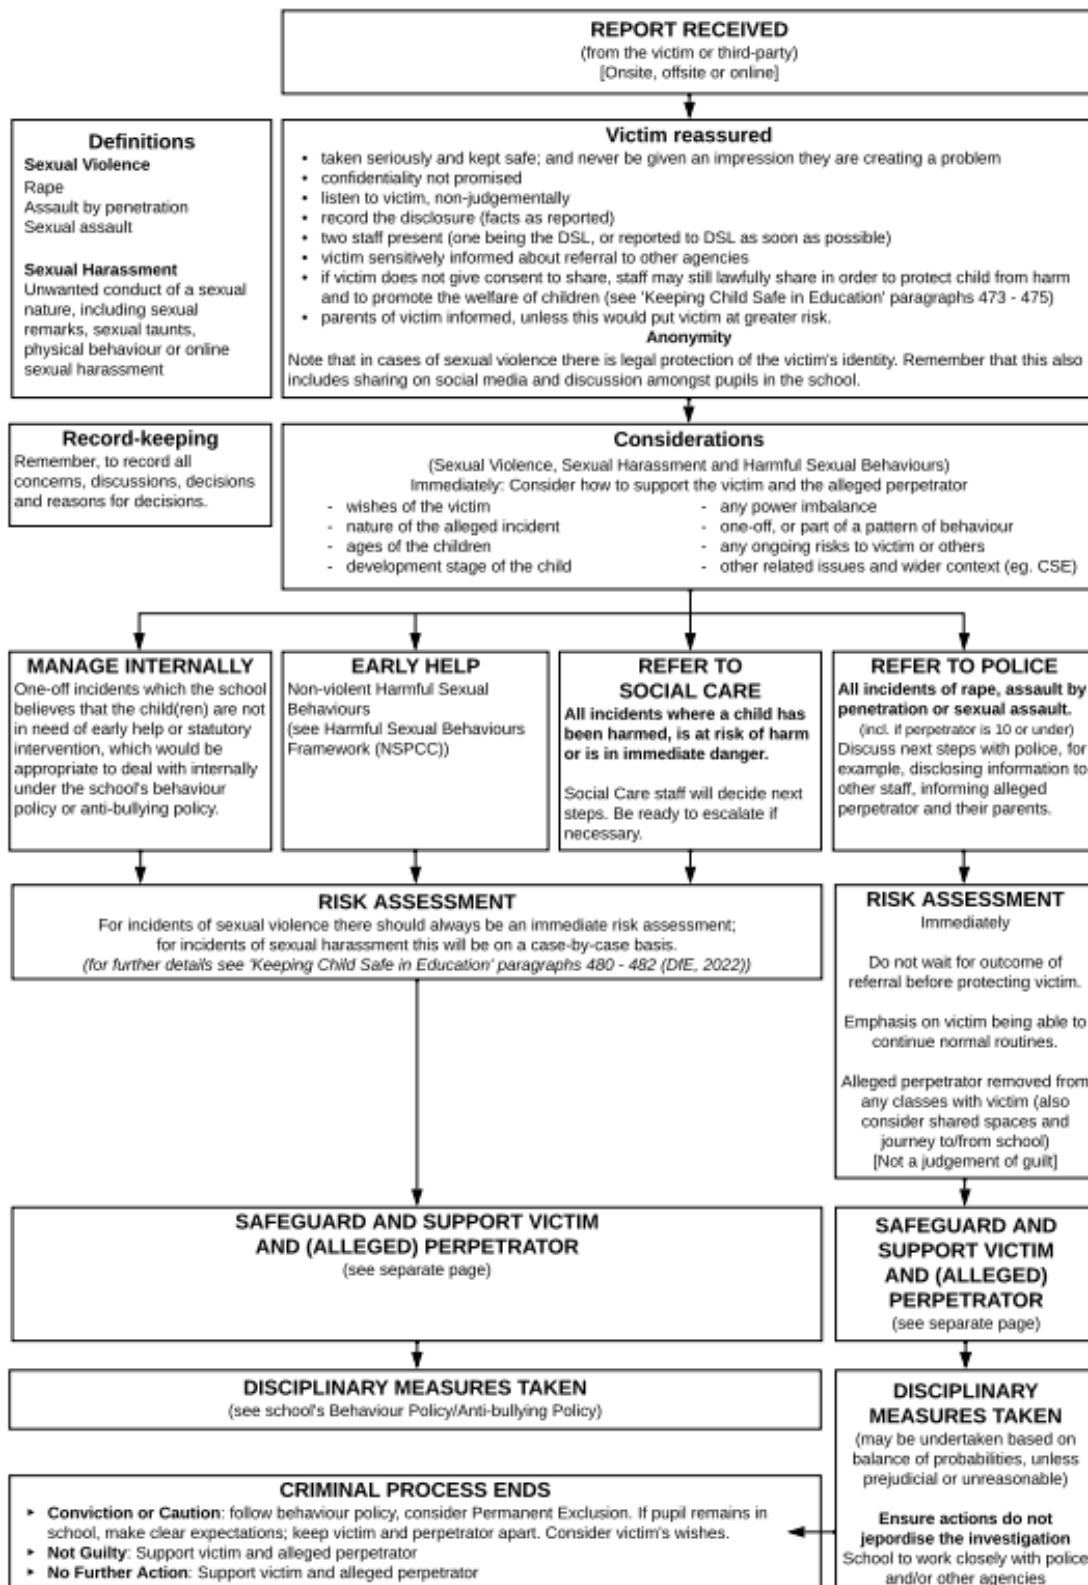 REPORT RECEIVED
(from the victim or third-party)
[Onsite, offsite or online]
Definitions
Sexual Violence
Rape
Assault by penetration
Sexual assault
Sexual Harassment
Unwanted conduct of a sexual
nature, including sexual
remarks, sexual taunts,
physical behaviour or online
sexual harassment
Victim reassured
• taken seriously and kept safe; and never be given an impression they are creating a problem
• confidentiality not promised
• listen to victim, non-judgementally
• record the disclosure (facts as reported)
• two staff present (one being the DSL, or reported to DSL as soon as possible)
• victim sensitively informed about referral to other agencies
• if victim does not give consent to share, staff may still lawfully share in order to protect child from harm
and to promote the welfare of children (see 'Keeping Child Safe in Education' paragraphs 473 - 475)
• parents of victim informed, unless this would put victim at greater risk.
Anonymity
Note that in cases of sexual violence there is legal protection of the victim's identity. Remember that this also
includes sharing on social media and discussion amongst pupils in the school.
Record-keeping
Remember, to record all
concerns, discussions, decisions
and reasons for decisions.
Considerations
(Sexual Violence, Sexual Harassment and Harmful Sexual Behaviours)
Immediately: Consider how to support the victim and the alleged perpetrator
- wishes of the victim
- nature of the alleged incident
- ages of the children
- development stage of the child
- any power imbalance
- one-off, or part of a pattern of behaviour
- any ongoing risks to victim or others
- other related issues and wider context (eg. CSE)
MANAGE INTERNALLY
One-off incidents which the school
believes that the child(ren) are not
in need of early help or statutory
intervention, which would be
appropriate to deal with internally
under the school's behaviour
policy or anti-bullying policy.
EARLY HELP
Non-violent Harmful Sexual
Behaviours
(see Harmful Sexual Behaviours
Framework (NSPCC))
REFER TO
SOCIAL CARE
All incidents where a child has
been harmed, is at risk of harm
or is in immediate danger.
Social Care staff will decide next
steps. Be ready to escalate if
necessary.
REFER TO POLICE
All incidents of rape, assault by
penetration or sexual assault.
(incl. if perpetrator is 10 or under)
Discuss next steps with police, for
example, disclosing information to
other staff, informing alleged
perpetrator and their parents.
RISK ASSESSMENT
For incidents of sexual violence there should always be an immediate risk assessment;
for incidents of sexual harassment this will be on a case-by-case basis.
(for further details see 'Keeping Child Safe in Education' paragraphs 480 - 482 (DfE, 2022))
RISK ASSESSMENT
Immediately
Do not wait for outcome of
referral before protecting victim.
Emphasis on victim being able to
continue normal routines.
Alleged perpetrator removed from
any classes with victim (also
consider shared spaces and
journey to/from school)
[Not a judgement of guilt]
SAFEGUARD AND SUPPORT VICTIM
AND (ALLEGED) PERPETRATOR
(see separate page)
SAFEGUARD AND
SUPPORT VICTIM
AND (ALLEGED)
PERPETRATOR
(see separate page)
DISCIPLINARY MEASURES TAKEN
(see school's Behaviour Policy/Anti-bullying Policy)
DISCIPLINARY
MEASURES TAKEN
(may be undertaken based on
balance of probabilities, unless
prejudicial or unreasonable)
Ensure actions do not
jepordise the investigation
School to work closely with police
and/or other agencies
CRIMINAL PROCESS ENDS
▸ Conviction or Caution: follow behaviour policy, consider Permanent Exclusion. If pupil remains in
school, make clear expectations; keep victim and perpetrator apart. Consider victim's wishes.
▸ Not Guilty: Support victim and alleged perpetrator
▸ No Further Action: Support victim and alleged perpetrator